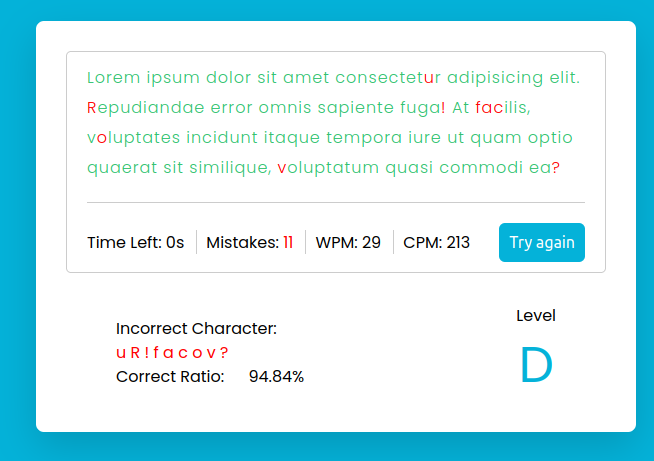 Lorem ipsum dolor sit amet consectetur adipisicing elit.
Repudiandae error omnis sapiente fuga! At facilis,
voluptates incidunt itaque tempora iure ut quam optio
quaerat sit similique, voluptatum quasi commodi ea?
Time Left: 0s Mistakes: 11 WPM: 29 CPM: 213 Try again
Incorrect Character:
u R ! f a c o v ?
Correct Ratio: 94.84%
Level
D